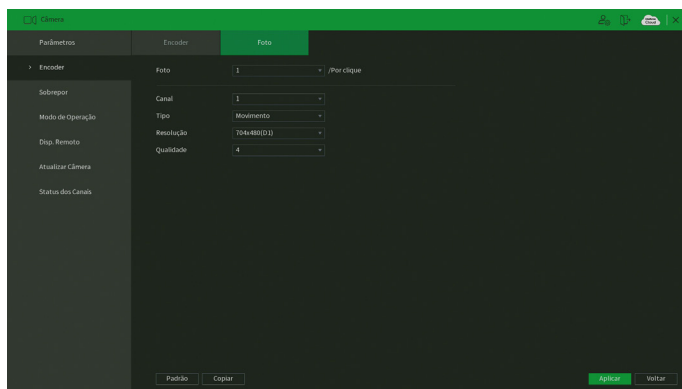 Câmera
Parâmetros
Encoder
Foto
> Encoder
Foto
1
/Por clique
Sobrepor
Canal
1
Modo de Operação
Tipo
Movimento
Resolução
704x480(D1)
Disp. Remoto
Qualidade
4
Atualizar Câmera
Status dos Canais
Padrão
Copiar
Aplicar
Voltar